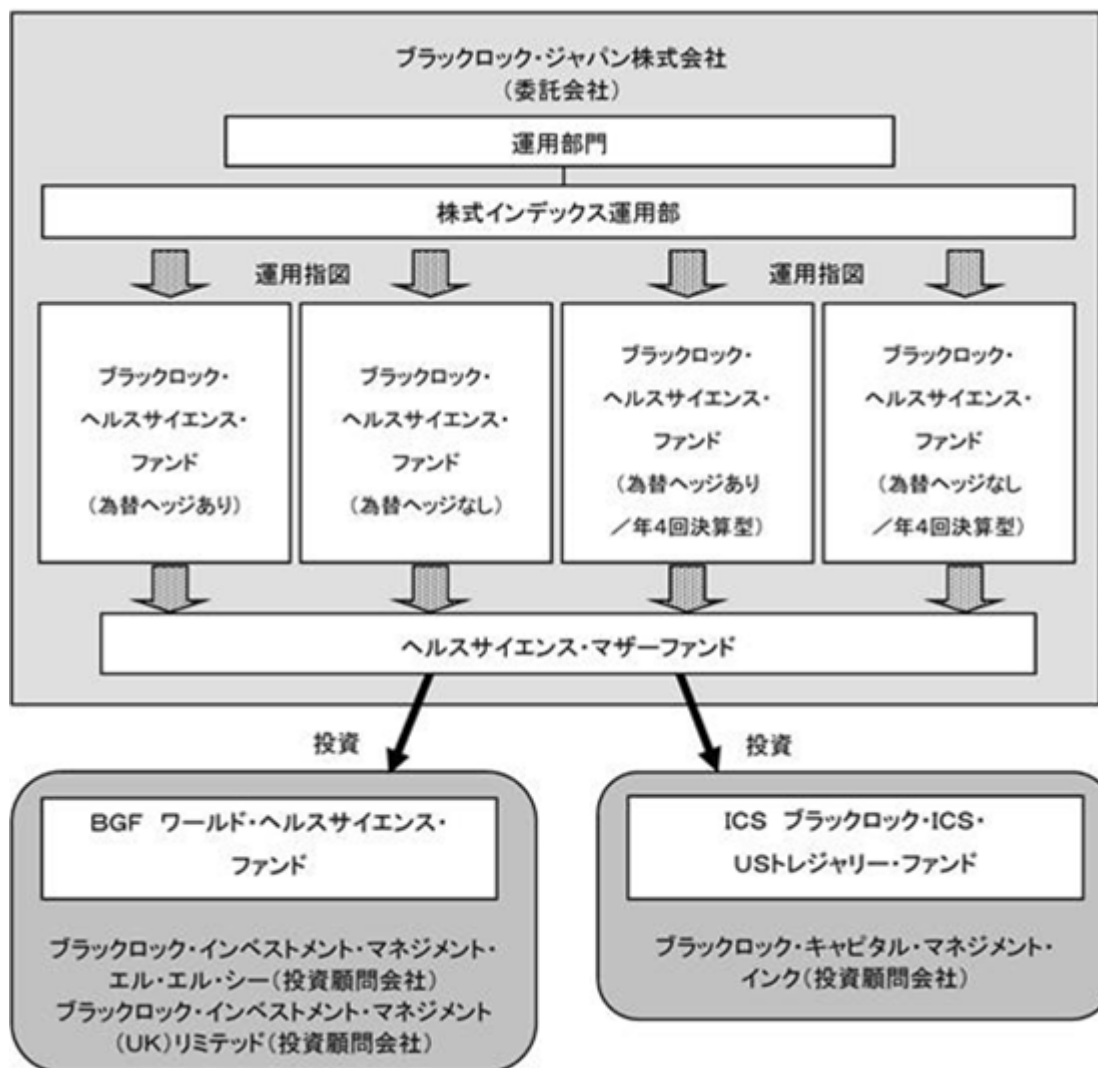 ブラックロック・ジャパン株式会社
（委託会社）
運用部門
株式インデックス運用部
運用指図
運用指図
ブラックロック・
ヘルスサイエンス・
ファンド
（為替ヘッジあり）
ブラックロック・
ヘルスサイエンス・
ファンド
（為替ヘッジなし）
ブラックロック・
ヘルスサイエンス・
ファンド
（為替ヘッジあり
／年4回決算型）
ブラックロック・
ヘルスサイエンス・
ファンド
（為替ヘッジなし
／年4回決算型）
ヘルスサイエンス・マザーファンド
投資
投資
BGF ワールド・ヘルスサイエンス・
ファンド
ブラックロック・インベストメント・マネジメント・
エル・エル・シー（投資顧問会社）
ブラックロック・インベストメント・マネジメント
（UK）リミテッド（投資顧問会社）
ICS ブラックロック・ICS・
USトレジャリー・ファンド
ブラックロック・キャピタル・マネジメント・
インク（投資顧問会社）